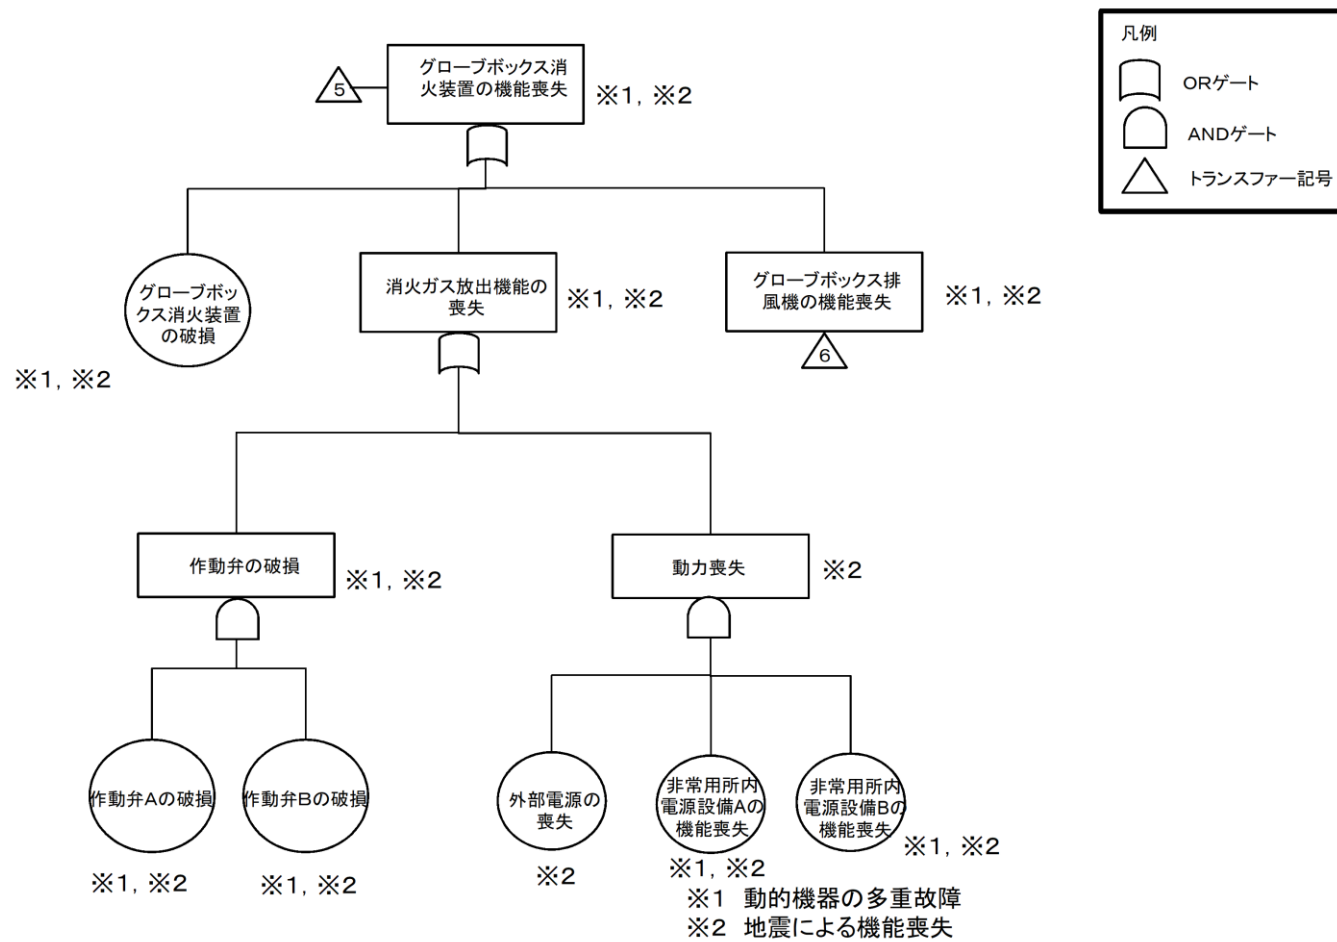 凡例
ORゲート
ANDゲート
トランスファー記号
5
グローブボックス消
火装置の機能喪失
※1, ※2
グローブボッ
クス消火装置
の破損
※1, ※2
消火ガス放出機能の
喪失
※1, ※2
グローブボックス排
風機の機能喪失
※1, ※2
6
作動弁の破損
※1, ※2
動力喪失
※2
作動弁Aの破損
※1, ※2
作動弁Bの破損
※1, ※2
外部電源の
喪失
※2
非常用所内
電源設備Aの
機能喪失
※1, ※2
非常用所内
電源設備Bの
機能喪失
※1, ※2
※1 動的機器の多重故障
※2 地震による機能喪失